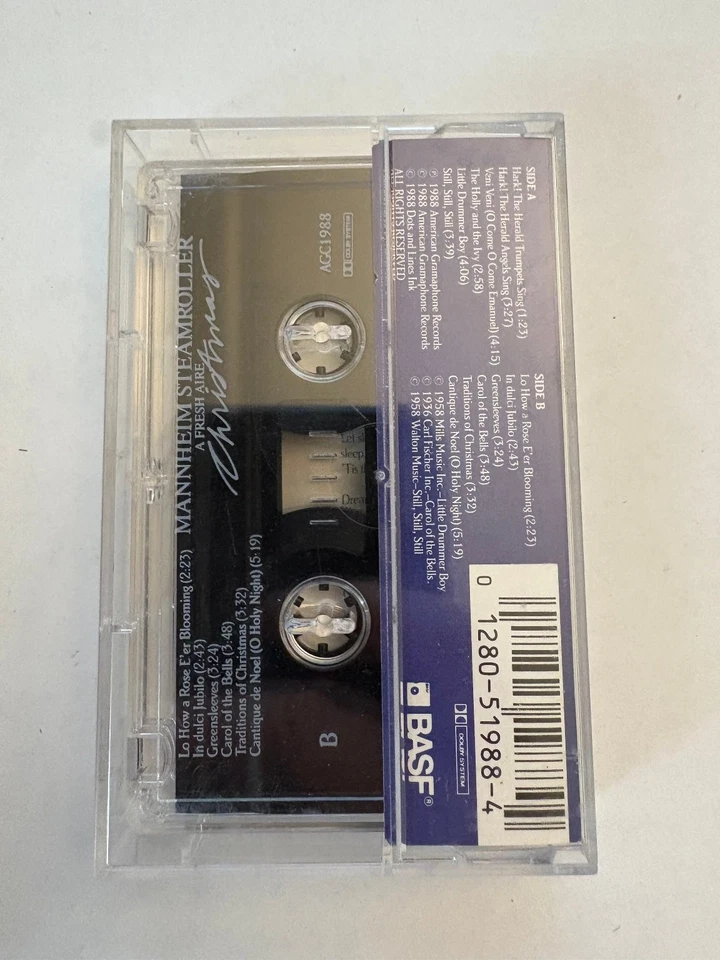 SIDE A
Hark! The Herald Trumpets Sing (1:23)
Hark! The Herald Angels Sing (3:27)
Veni Veni (O Come O Come Emanuel) (4:15)
The Holly and the Ivy (2:58)
Little Drummer Boy (4:06)
Still, Still, Still (3:39)
℗ 1988 American Gramaphone Records
© 1988 American Gramaphone Records
© 1988 Dots and Lines Ink
ALL RIGHTS RESERVED
SIDE B
Lo How a Rose E'er Blooming (2:23)
In dulci Jubilo (2:43)
Greensleeves (3:24)
Carol of the Bells (3:48)
Traditions of Christmas (3:32)
Cantique de Noel (O Holy Night) (5:19)
© 1958 Mills Music Inc.—Little Drummer Boy
© 1936 Carl Fischer Inc.—Carol of the Bells.
© 1958 Walton Music—Still, Still, Still
0 1280-51988-4
DOLBY SYSTEM
BASF®
AGC1988
MANNHEIM STEAMROLLER
A FRESH AIRE
Christmas
sleep,
'Tis
Lo How a Rose E'er Blooming (2:23)
In dulci Jubilo (2:43)
Greensleeves (3:24)
Carol of the Bells (3:48)
Traditions of Christmas (3:32)
Cantique de Noel (O Holy Night) (5:19)
B